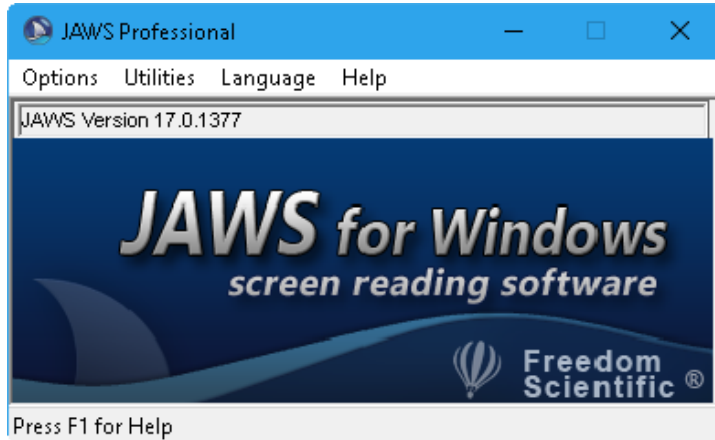 JAWS Professional
Options Utilities Language Help
JAWS Version 17.0.1377
JAWS for Windows
screen reading software
Freedom
Scientific ®
Press F1 for Help